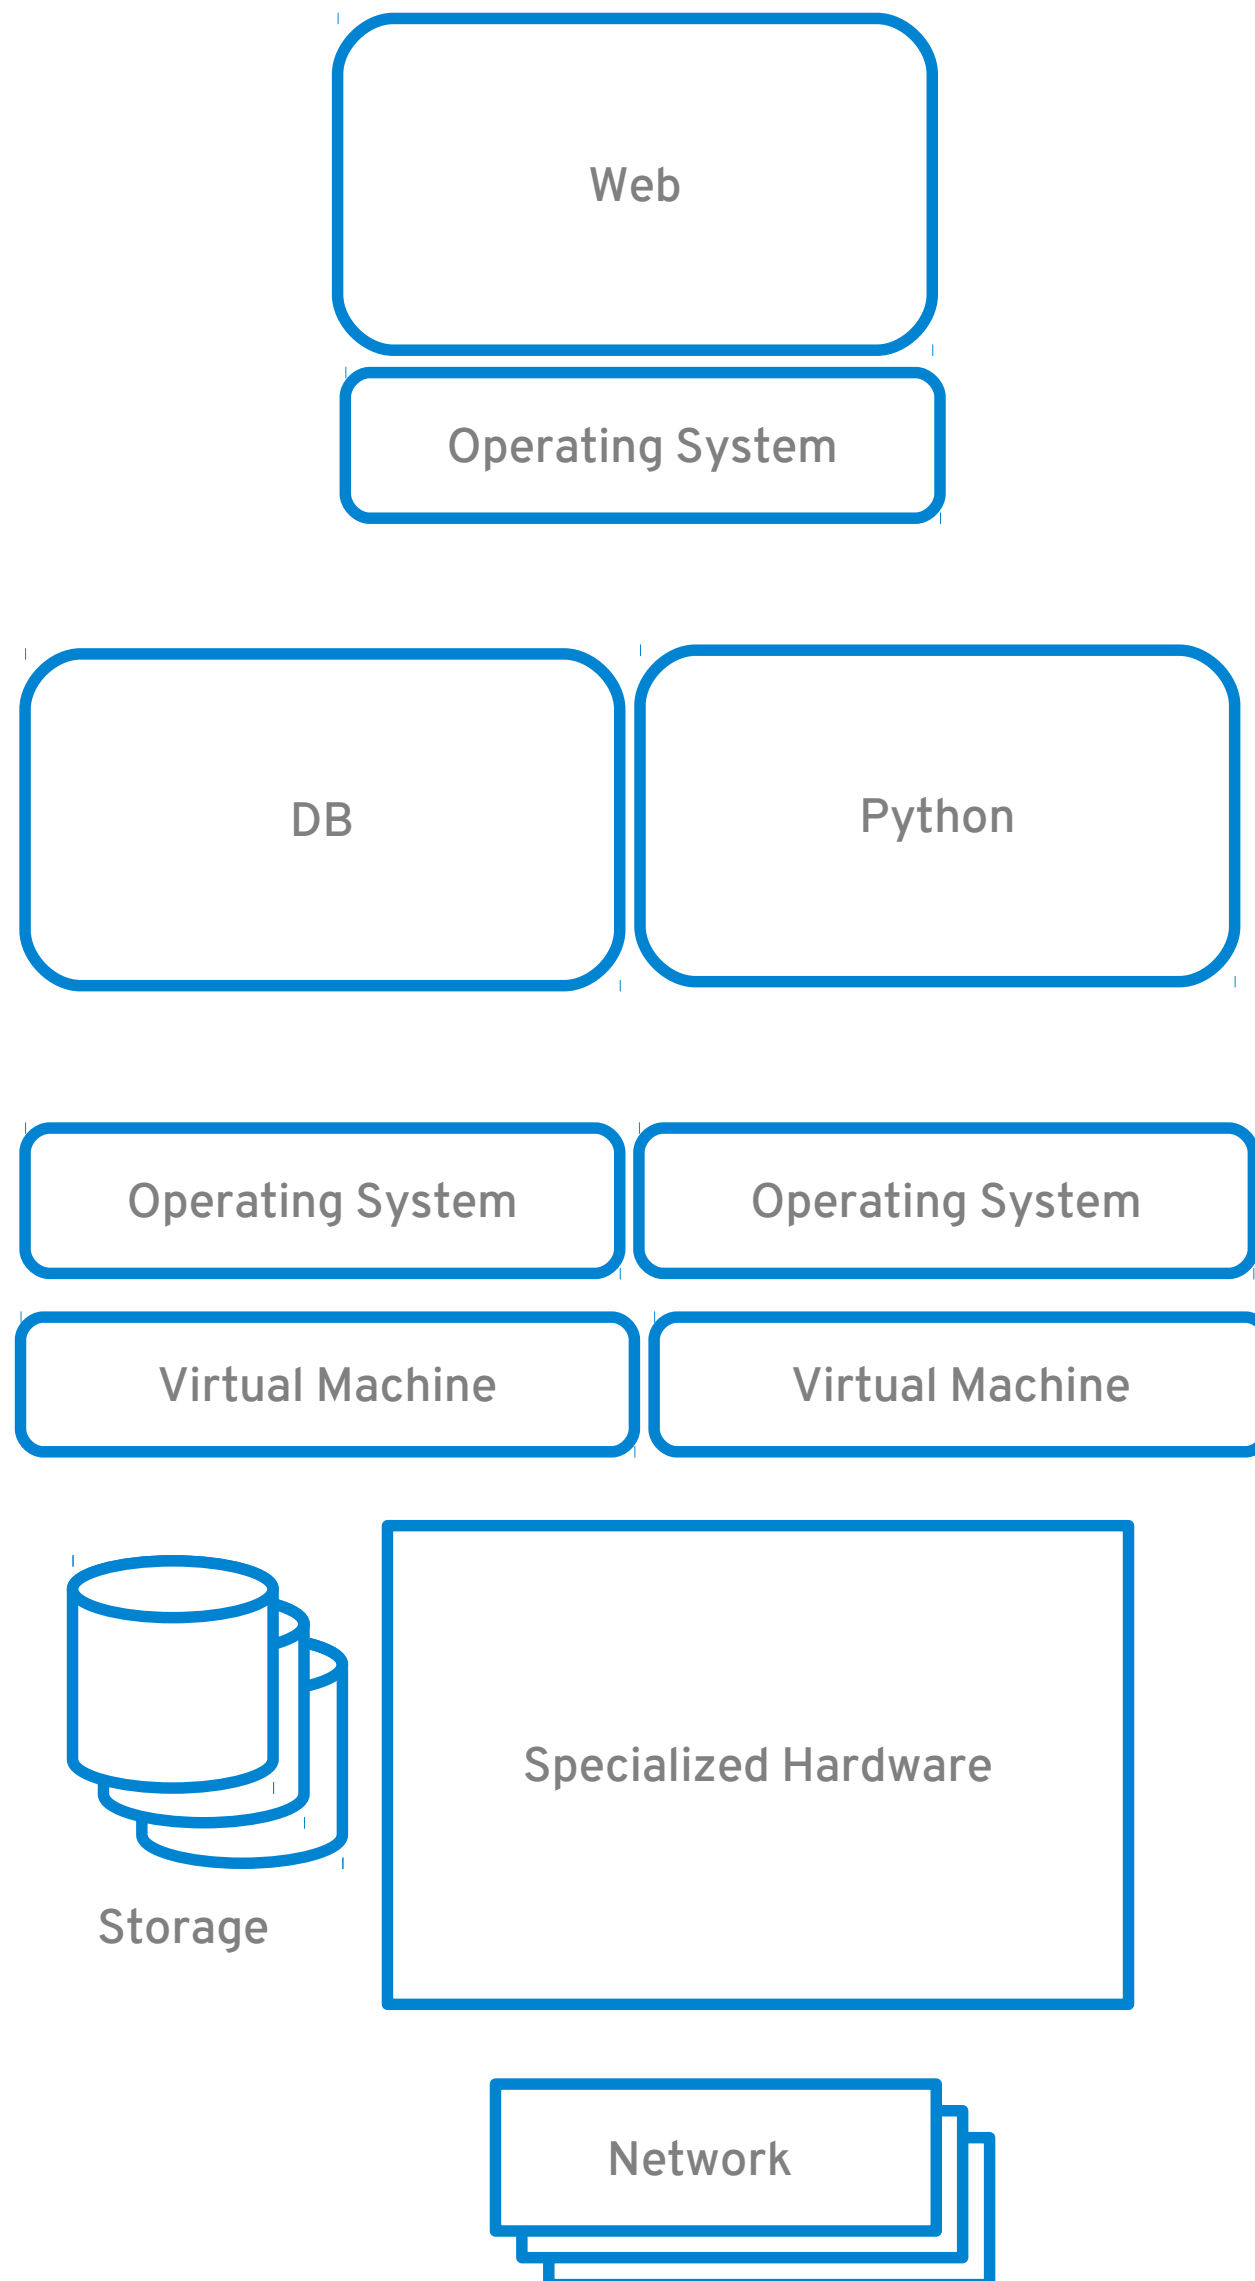 Web
Operating System
DB
Python
Operating System
Operating System
Virtual Machine
Virtual Machine
Specialized Hardware
Storage
Network